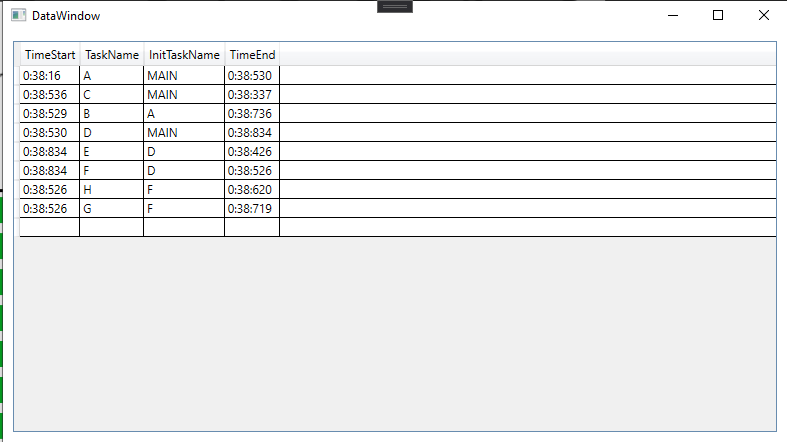 DataWindow
TimeStart TaskName InitTaskName TimeEnd
0:38:16 A MAIN 0:38:530
0:38:536 C MAIN 0:38:337
0:38:529 B A 0:38:736
0:38:530 D MAIN 0:38:834
0:38:834 E D 0:38:426
0:38:834 F D 0:38:526
0:38:526 H F 0:38:620
0:38:526 G F 0:38:719